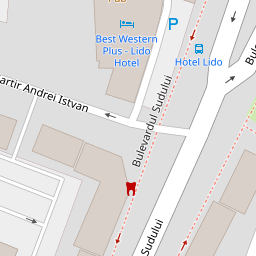 P
Best Western
Plus - Lido
Hotel
Hotel Lido
artir Andrei Istvan
Bulevardul Sudului
Sudului